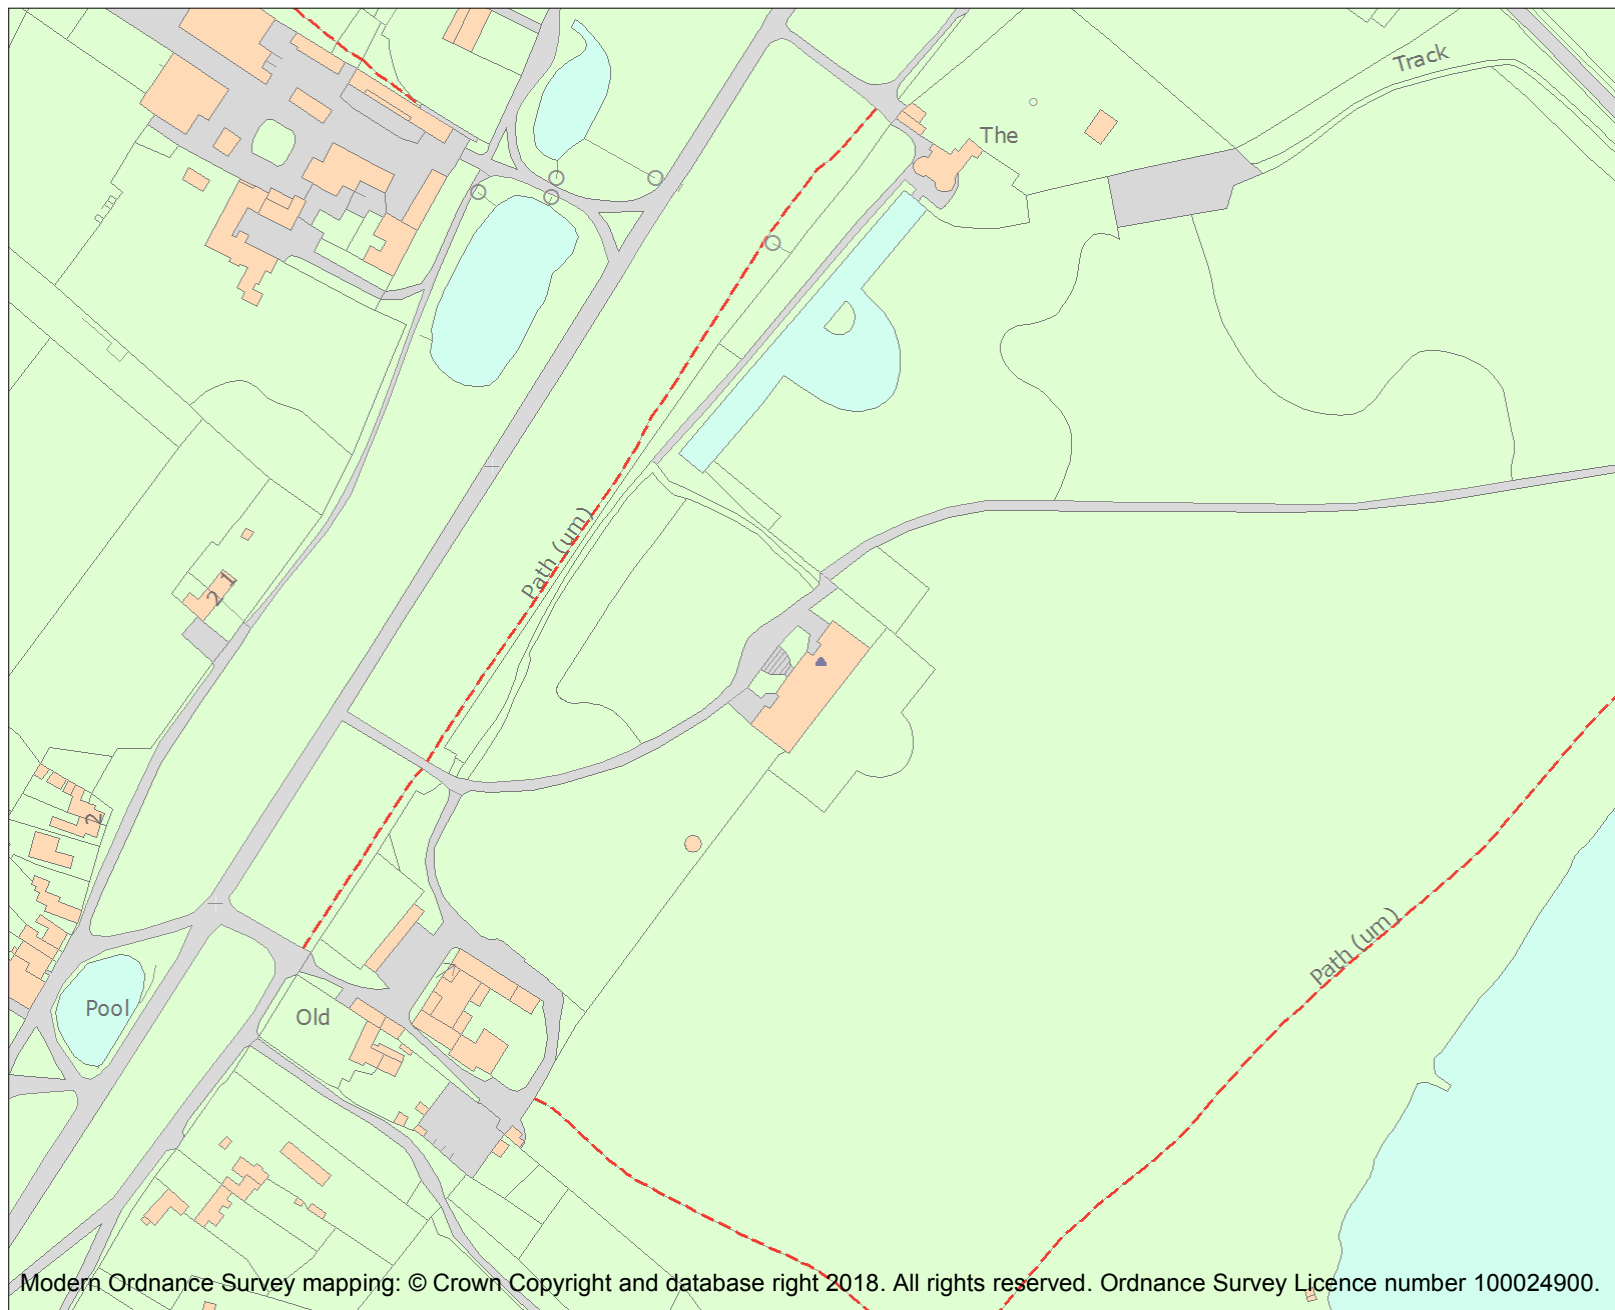 Track
The
Path (um)
1
2
2
Path (um)
Pool
Old
Modern Ordnance Survey mapping: © Crown Copyright and database right 2018. All rights reserved. Ordnance Survey Licence number 100024900.